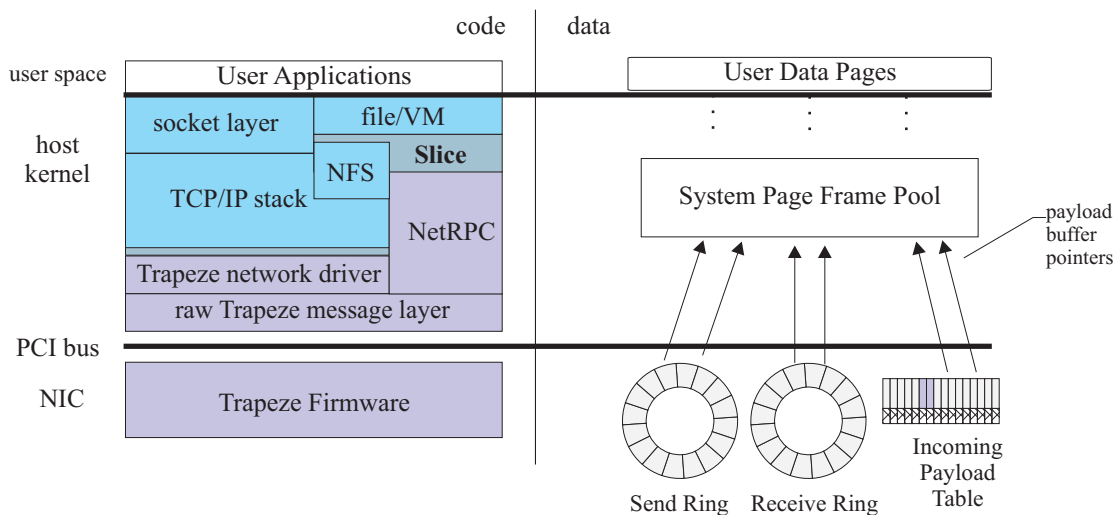 code
data
user space
User Applications
User Data Pages
host
kernel
socket layer
file/VM
Slice
NFS
TCP/IP stack
NetRPC
Trapeze network driver
raw Trapeze message layer
System Page Frame Pool
payload
buffer
pointers
PCI bus
NIC
Trapeze Firmware
Send Ring
Receive Ring
Incoming
Payload
Table